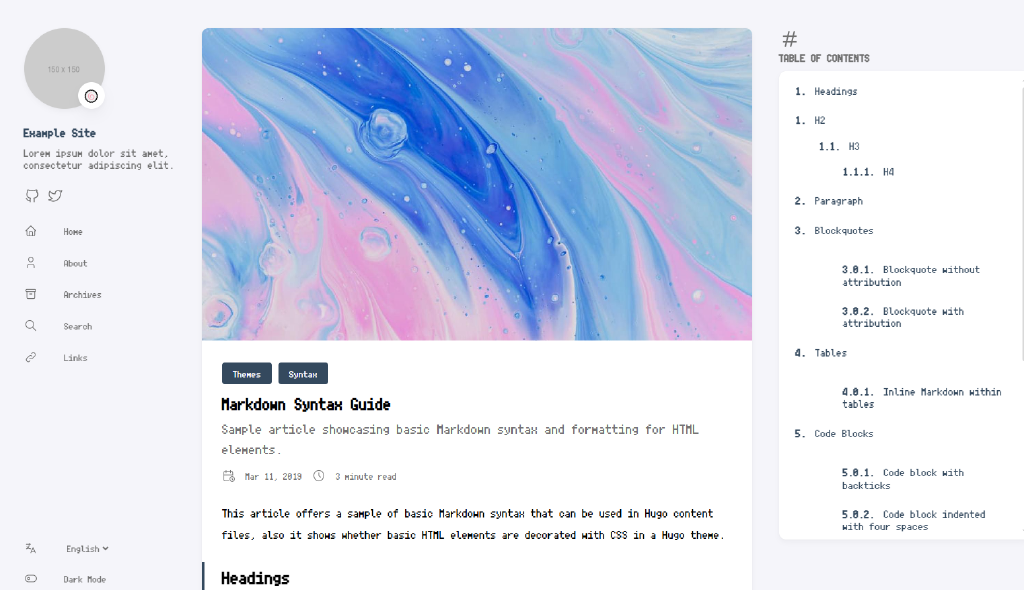 150 x 150
Example Site
Lorem ipsum dolor sit amet,
consectetur adipiscing elit.
Home
About
Archives
Search
Links
English
Dark Mode
Themes
Syntax
Markdown Syntax Guide
Sample article showcasing basic Markdown syntax and formatting for HTML
elements.
Mar 11, 2019
3 minute read
This article offers a sample of basic Markdown syntax that can be used in Hugo content
files, also it shows whether basic HTML elements are decorated with CSS in a Hugo theme.
Headings
#
TABLE OF CONTENTS
1. Headings
1. H2
1.1. H3
1.1.1. H4
2. Paragraph
3. Blockquotes
3.0.1. Blockquote without
attribution
3.0.2. Blockquote with
attribution
4. Tables
4.0.1. Inline Markdown within
tables
5. Code Blocks
5.0.1. Code block with
backticks
5.0.2. Code block indented
with four spaces